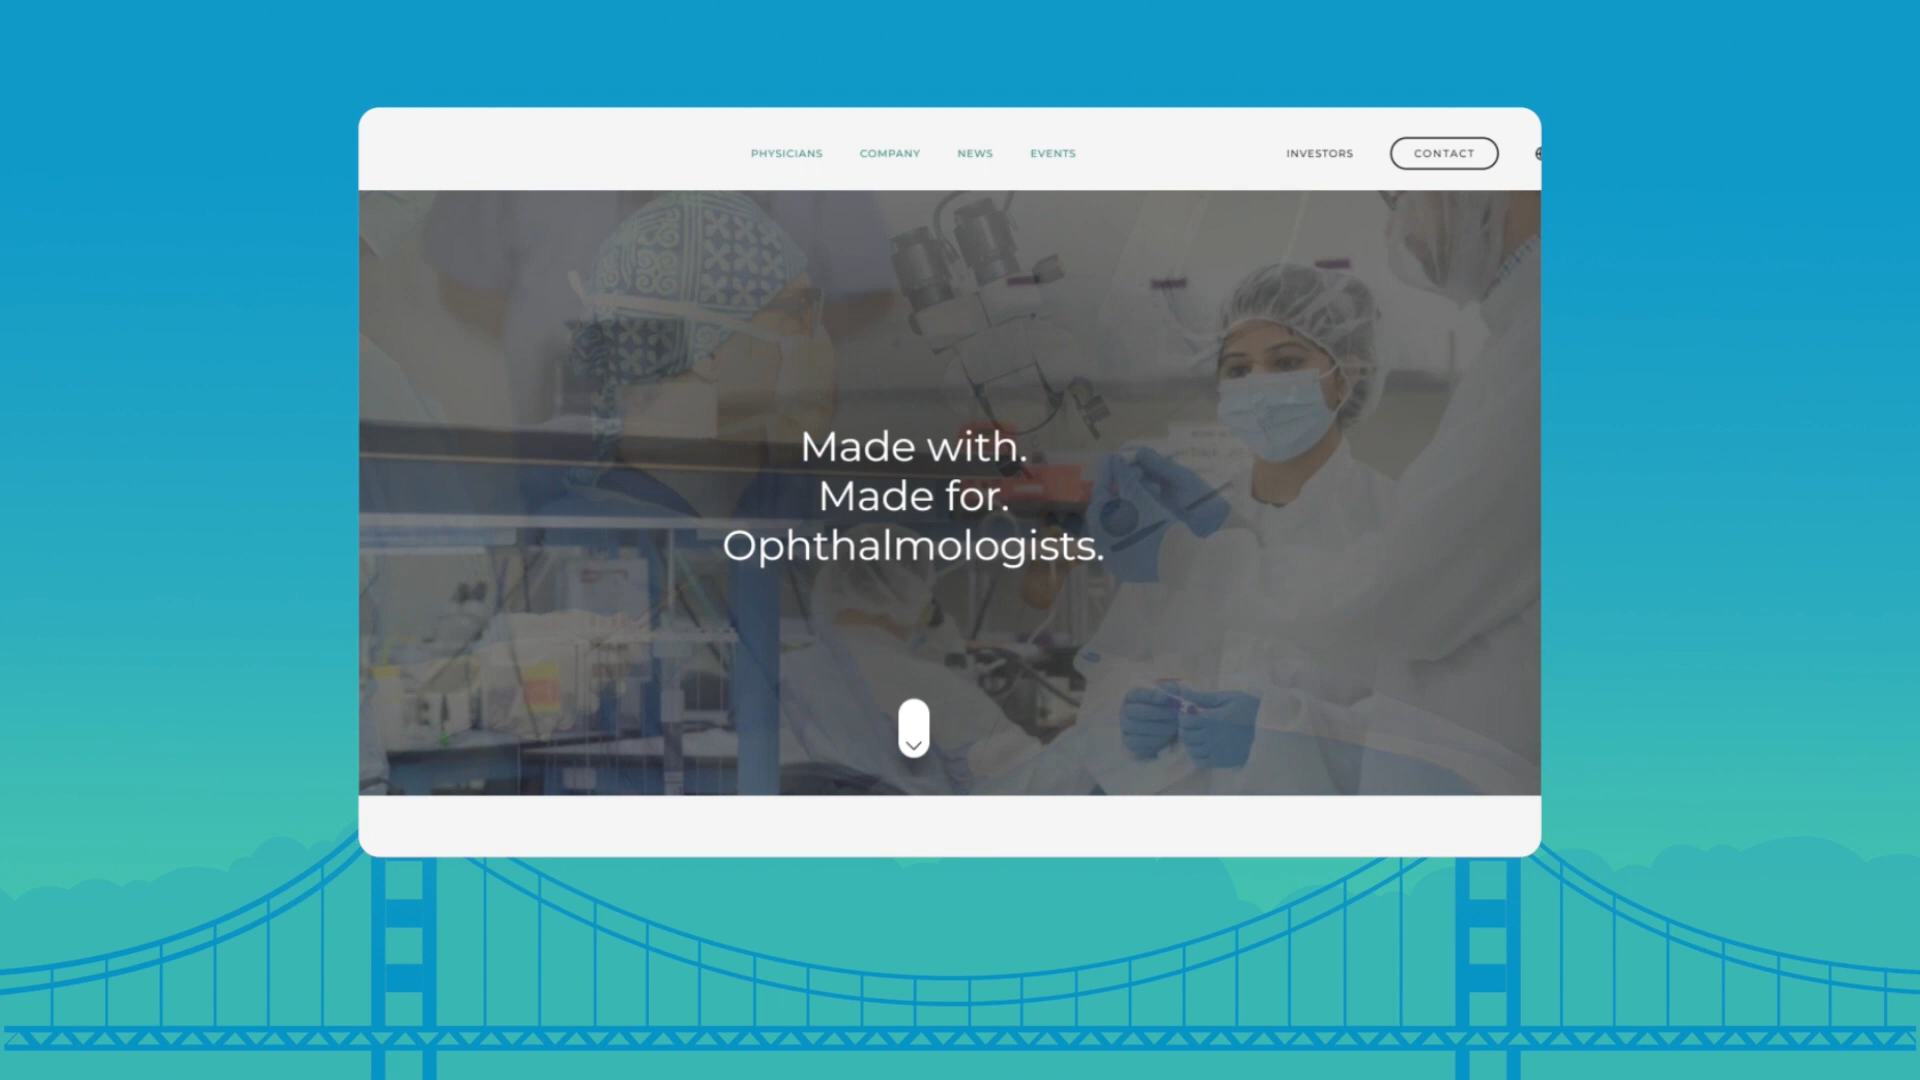 PHYSICIANS COMPANY NEWS EVENTS INVESTORS CONTACT
Made with.
Made for.
Ophthalmologists.